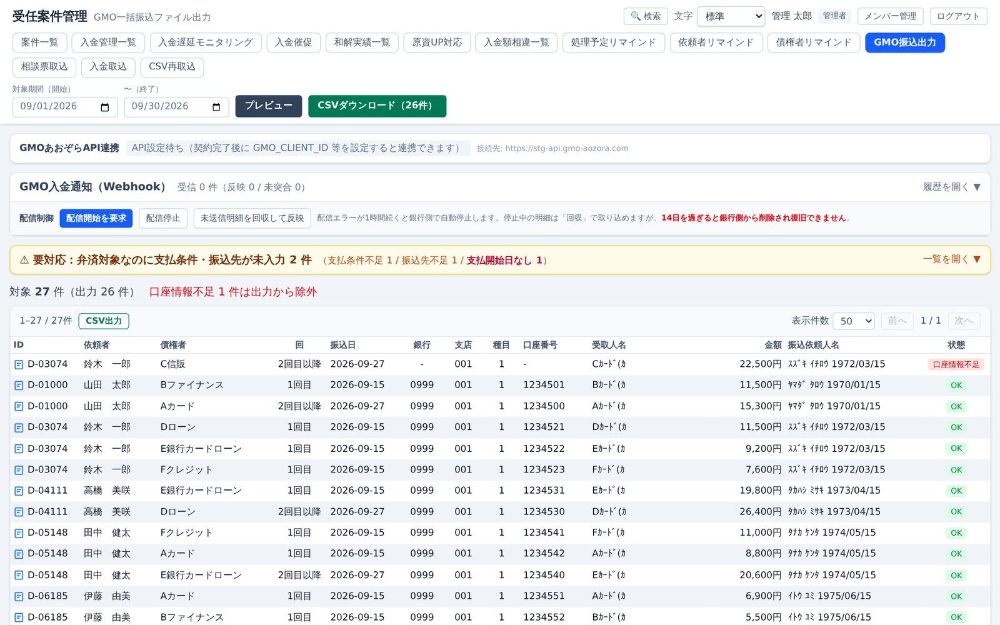 受任案件管理 GMO一括振込ファイル出力 🔍 検索 文字 標準 管理 太郎 管理者 メンバー管理 ログアウト
案件一覧 入金管理一覧 入金遅延モニタリング 入金催促 和解実績一覧 原資UP対応 入金額相違一覧 処理予定リマインド 依頼者リマインド 債権者リマインド GMO振込出力
相談票取込 入金取込 CSV再取込
対象期間（開始） 〜（終了）
09/01/2026 09/30/2026 プレビュー CSVダウンロード（26件）
GMOあおぞらAPI連携 API設定待ち（契約完了後に GMO_CLIENT_ID 等を設定すると連携できます） 接続先: https://stg-api.gmo-aozora.com
GMO入金通知（Webhook） 受信 0 件（反映 0 / 未突合 0） 履歴を開く ▼
配信制御 配信開始を要求 配信停止 未送信明細を回収して反映 配信エラーが1時間続くと銀行側で自動停止します。停止中の明細は「回収」で取り込めますが、14日を過ぎると銀行側から削除され復旧できません。
⚠ 要対応：弁済対象なのに支払条件・振込先が未入力 2 件 （支払条件不足 1 / 振込先不足 1 / 支払開始日なし 1） 一覧を開く ▼
対象 27 件（出力 26 件） 口座情報不足 1 件は出力から除外
1–27 / 27件 CSV出力 表示件数 50 前へ 1 / 1 次へ
ID 依頼者 債権者 回 振込日 銀行 支店 種目 口座番号 受取人名 金額 振込依頼人名 状態
D-03074 鈴木　一郎 C信販 2回目以降 2026-09-27 - 001 1 - Cｶｰﾄﾞ(ｶ 22,500円 ｽｽﾞｷ ｲﾁﾛｳ 1972/03/15 口座情報不足
D-01000 山田　太郎 Bファイナンス 1回目 2026-09-15 0999 001 1 1234501 Bｶｰﾄﾞ(ｶ 11,500円 ﾔﾏﾀﾞ ﾀﾛｳ 1970/01/15 OK
D-01000 山田　太郎 Aカード 2回目以降 2026-09-27 0999 001 1 1234500 Aｶｰﾄﾞ(ｶ 15,300円 ﾔﾏﾀﾞ ﾀﾛｳ 1970/01/15 OK
D-03074 鈴木　一郎 Dローン 1回目 2026-09-15 0999 001 1 1234521 Dｶｰﾄﾞ(ｶ 11,500円 ｽｽﾞｷ ｲﾁﾛｳ 1972/03/15 OK
D-03074 鈴木　一郎 E銀行カードローン 1回目 2026-09-15 0999 001 1 1234522 Eｶｰﾄﾞ(ｶ 9,200円 ｽｽﾞｷ ｲﾁﾛｳ 1972/03/15 OK
D-03074 鈴木　一郎 Fクレジット 1回目 2026-09-15 0999 001 1 1234523 Fｶｰﾄﾞ(ｶ 7,600円 ｽｽﾞｷ ｲﾁﾛｳ 1972/03/15 OK
D-04111 高橋　美咲 E銀行カードローン 1回目 2026-09-15 0999 001 1 1234531 Eｶｰﾄﾞ(ｶ 19,800円 ﾀｶﾊｼ ﾐｻｷ 1973/04/15 OK
D-04111 高橋　美咲 Dローン 2回目以降 2026-09-27 0999 001 1 1234530 Dｶｰﾄﾞ(ｶ 26,400円 ﾀｶﾊｼ ﾐｻｷ 1973/04/15 OK
D-05148 田中　健太 Fクレジット 1回目 2026-09-15 0999 001 1 1234541 Fｶｰﾄﾞ(ｶ 11,000円 ﾀﾅｶ ｹﾝﾀ 1974/05/15 OK
D-05148 田中　健太 Aカード 1回目 2026-09-15 0999 001 1 1234542 Aｶｰﾄﾞ(ｶ 8,800円 ﾀﾅｶ ｹﾝﾀ 1974/05/15 OK
D-05148 田中　健太 E銀行カードローン 2回目以降 2026-09-27 0999 001 1 1234540 Eｶｰﾄﾞ(ｶ 20,600円 ﾀﾅｶ ｹﾝﾀ 1974/05/15 OK
D-06185 伊藤　由美 Aカード 1回目 2026-09-15 0999 001 1 1234551 Aｶｰﾄﾞ(ｶ 6,900円 ｲﾄｳ ﾕﾐ 1975/06/15 OK
D-06185 伊藤　由美 Bファイナンス 1回目 2026-09-15 0999 001 1 1234552 Bｶｰﾄﾞ(ｶ 5,500円 ｲﾄｳ ﾕﾐ 1975/06/15 OK